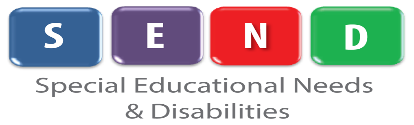 S E N D
Special Educational Needs
& Disabilities